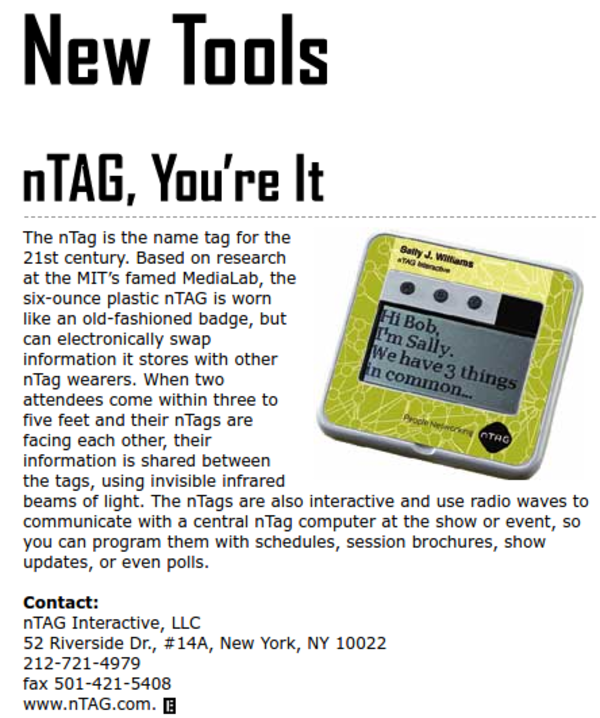 New Tools
nTAG, You're It
The nTag is the name tag for the
21st century. Based on research
at the MIT's famed MediaLab, the
six-ounce plastic nTAG is worn
like an old-fashioned badge, but
can electronically swap
information it stores with other
nTag wearers. When two
attendees come within three to
five feet and their nTags are
facing each other, their
information is shared between
the tags, using invisible infrared
beams of light. The nTags are also interactive and use radio waves to
communicate with a central nTag computer at the show or event, so
you can program them with schedules, session brochures, show
updates, or even polls.
Sally J. Williams
nTAG Interactive
Hi Bob,
I'm Sally.
We have 3 things
in common...
People Networking
nTAG
Contact:
nTAG Interactive, LLC
52 Riverside Dr., #14A, New York, NY 10022
212-721-4979
fax 501-421-5408
www.nTAG.com. E